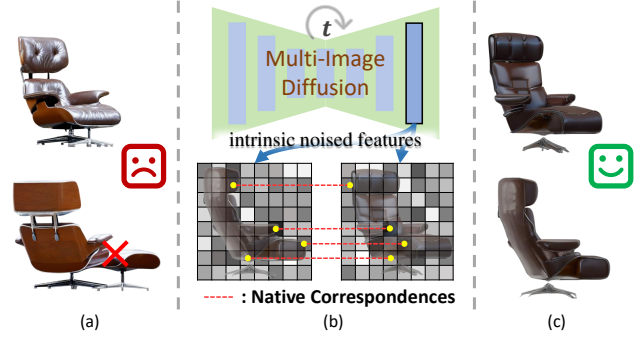 t
Multi-Image
Diffusion
intrinsic noised features
: Native Correspondences
(a)
(b)
(c)